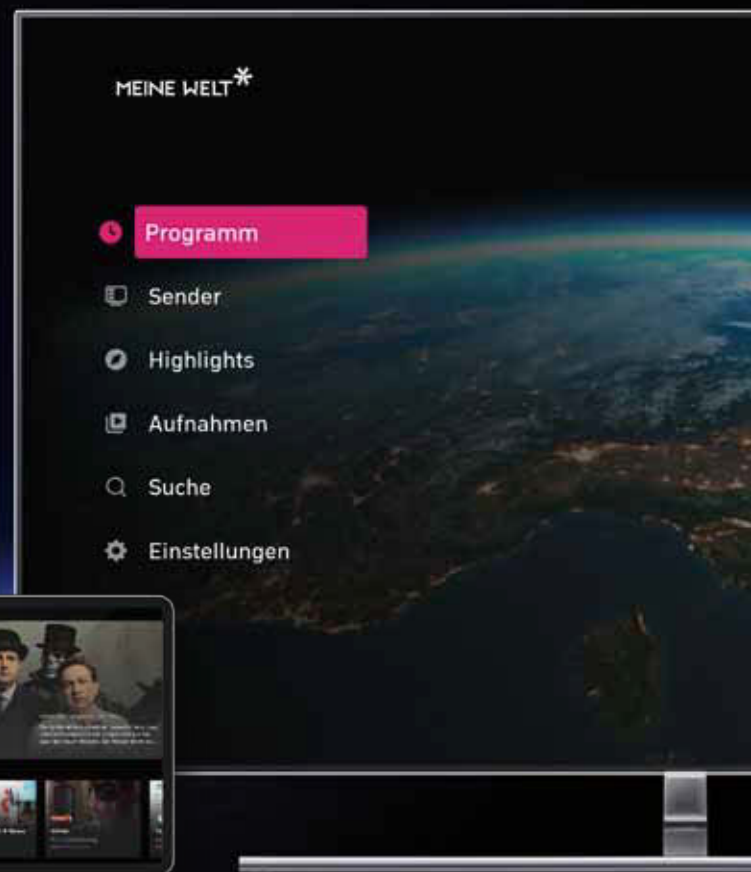 MEINE WELT*
Programm
Sender
Highlights
Aufnahmen
Suche
Einstellungen